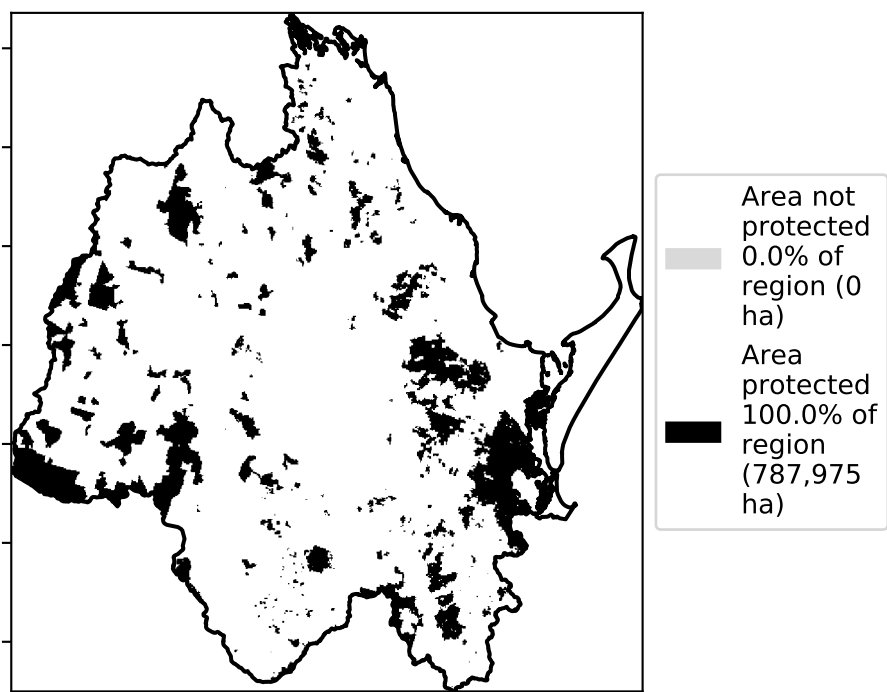 Area not
protected
0.0% of
region (0
ha)
Area
protected
100.0% of
region
(787,975
ha)